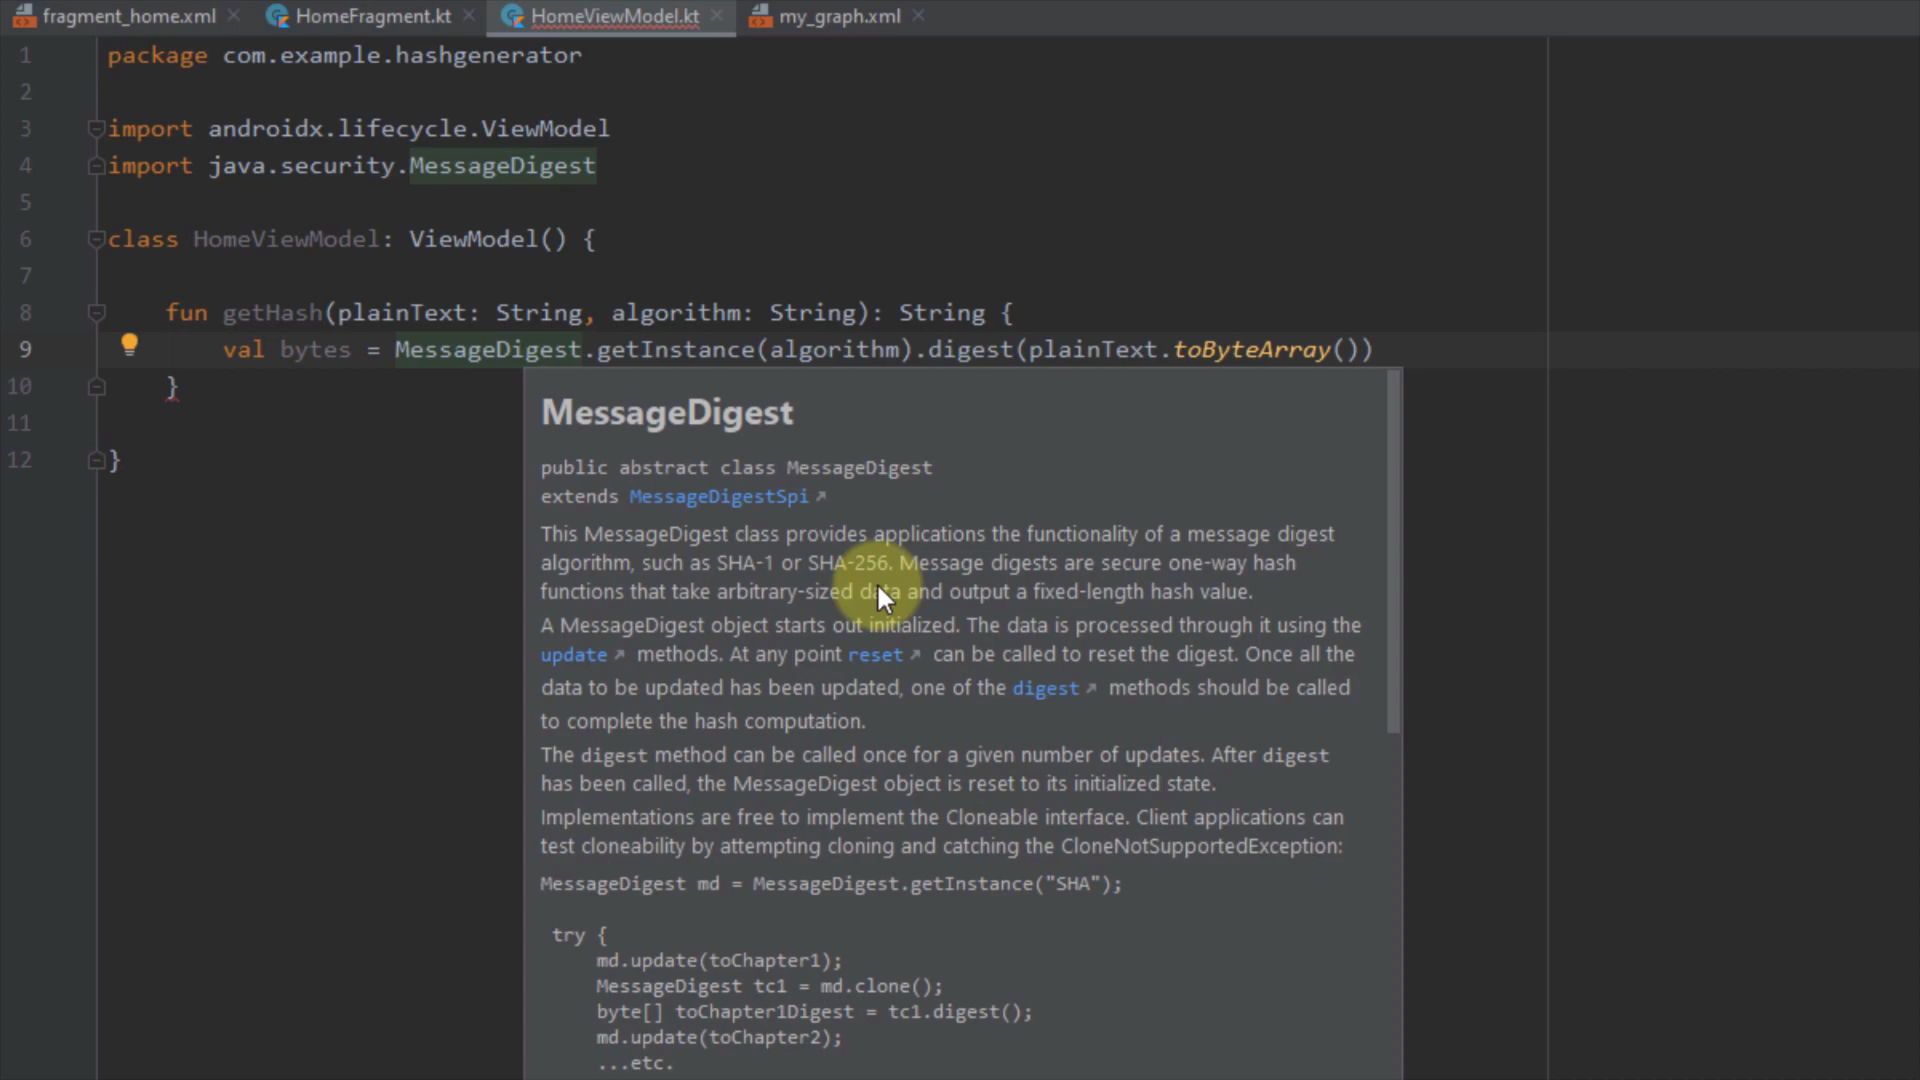 fragment_home.xml HomeFragment.kt HomeViewModel.kt my_graph.xml
1 package com.example.hashgenerator
2
3 import androidx.lifecycle.ViewModel
4 import java.security.MessageDigest
5
6 class HomeViewModel: ViewModel() {
7
8 fun getHash(plainText: String, algorithm: String): String {
9 val bytes = MessageDigest.getInstance(algorithm).digest(plainText.toByteArray())
10 }
11
12 }
MessageDigest
public abstract class MessageDigest
extends MessageDigestSpi
This MessageDigest class provides applications the functionality of a message digest
algorithm, such as SHA-1 or SHA-256. Message digests are secure one-way hash
functions that take arbitrary-sized data and output a fixed-length hash value.
A MessageDigest object starts out initialized. The data is processed through it using the
update methods. At any point reset can be called to reset the digest. Once all the
data to be updated has been updated, one of the digest methods should be called
to complete the hash computation.
The digest method can be called once for a given number of updates. After digest
has been called, the MessageDigest object is reset to its initialized state.
Implementations are free to implement the Cloneable interface. Client applications can
test cloneability by attempting cloning and catching the CloneNotSupportedException:
MessageDigest md = MessageDigest.getInstance("SHA");
try {
md.update(toChapter1);
MessageDigest tc1 = md.clone();
byte[] toChapter1Digest = tc1.digest();
md.update(toChapter2);
...etc.